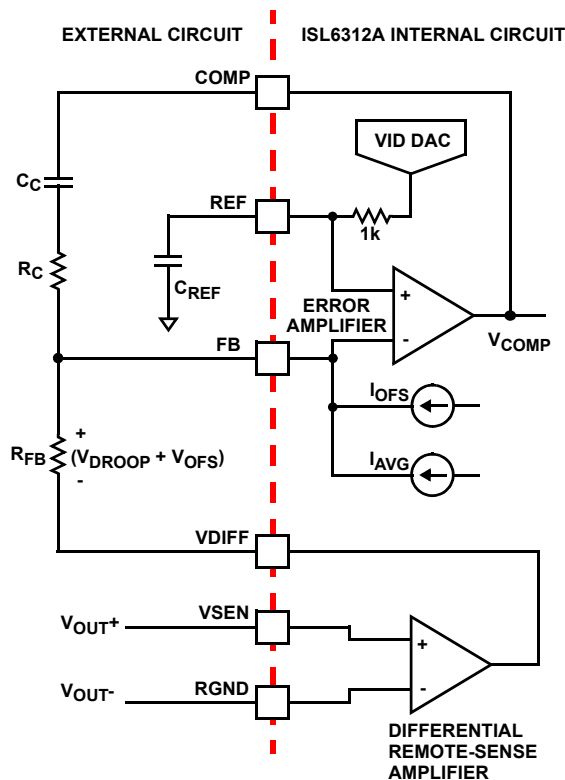 EXTERNAL CIRCUIT
ISL6312A INTERNAL CIRCUIT
COMP
VID DAC
CC
REF
1k
RC
CREF
ERROR
AMPLIFIER
+
-
VCOMP
FB
IOFS
IAVG
RFB
+
(VDROOP + VOFS)
-
VDIFF
VOUT+
VSEN
+
VOUT-
RGND
-
DIFFERENTIAL
REMOTE-SENSE
AMPLIFIER